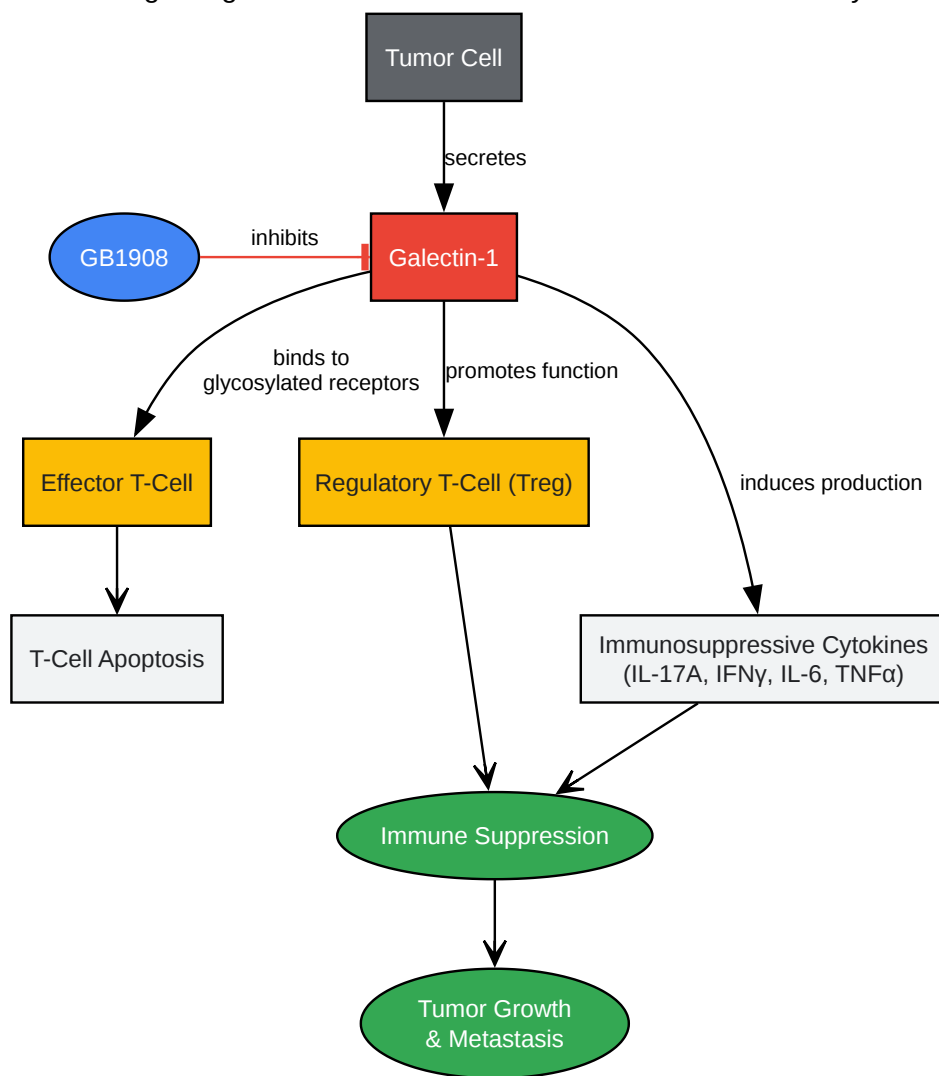 Tumor Cell
secretes
GB1908
inhibits
Galectin-1
binds to
glycosylated receptors
promotes function
induces production
Effector T-Cell
Regulatory T-Cell (Treg)
T-Cell Apoptosis
Immunosuppressive Cytokines
(IL-17A, IFNγ, IL-6, TNFα)
Immune Suppression
Tumor Growth
& Metastasis